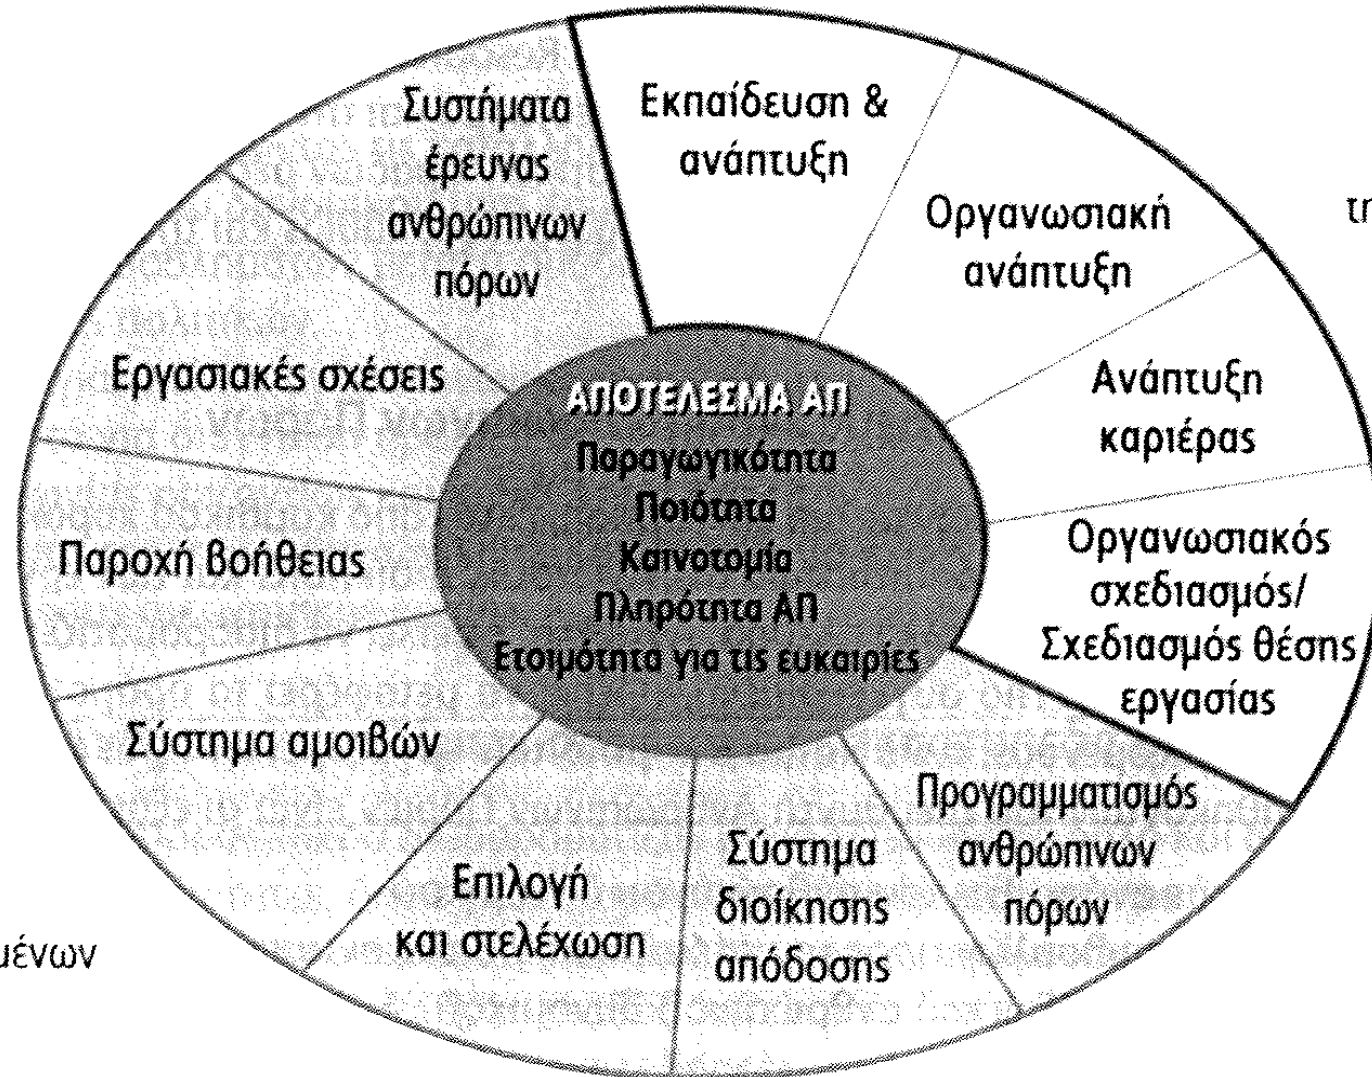 Συστήματα
έρευνας
ανθρώπινων
πόρων
Εκπαίδευση &
ανάπτυξη
Οργανωσιακή
ανάπτυξη
τη
Ανάπτυξη
καριέρας
Οργανωσιακός
σχεδιασμός/
Σχεδιασμός θέσης
εργασίας
Προγραμματισμός
ανθρώπινων
πόρων
Σύστημα
διοίκησης
απόδοσης
Επιλογή
και στελέχωση
Σύστημα αμοιβών
Παροχή βοήθειας
Εργασιακές σχέσεις
ΑΠΟΤΕΛΕΣΜΑ ΑΠ
Παραγωγικότητα
Ποιότητα
Καινοτομία
Πληρότητα ΑΠ
Ετοιμότητα για τις ευκαιρίες
μένων